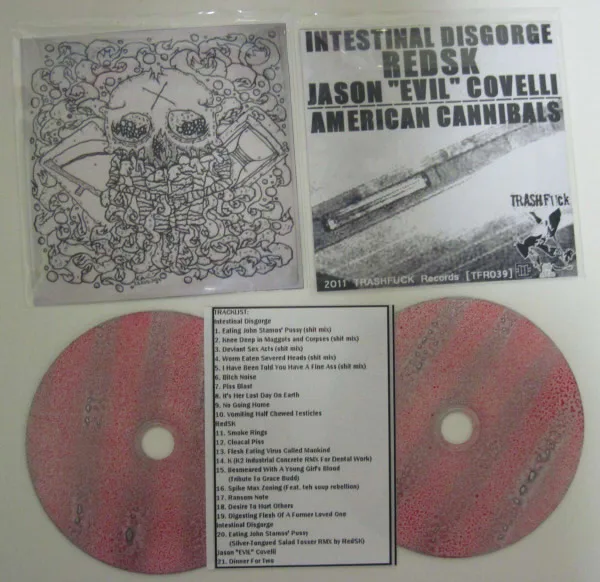 INTESTINAL DISGORGE
REDSK
JASON "EVIL" COVELLI
AMERICAN CANNIBALS
TRASHFUck
2011 TRASHFUCK Records [TFR039]
TRACKLIST:
Intestinal Disgorge
1. Eating John Stamos' Pussy (shit mix)
2. Knee Deep in Maggots and Corpses (shit mix)
3. Deviant Sex Acts (shit mix)
4. Worm Eaten Severed Heads (shit mix)
5. I Have Been Told You Have A Fine Ass (shit mix)
6. Bitch Noise
7. Piss Blast
8. It's Her Last Day On Earth
9. No Going Home
10. Vomiting Half Chewed Testicles
RedSK
11. Smoke Rings
12. Cloacal Piss
13. Flesh Eating Virus Called Mankind
14. K (K2 Industrial Concrete RMX For Dental Work)
15. Besmeared With A Young Girl's Blood
(Tribute To Grace Budd)
16. Spike Max Zoning (Feat. teh soup rebellion)
17. Ransom Note
18. Desire To Hurt Others
19. Digesting Flesh Of A Former Loved One
Intestinal Disgorge
20. Eating John Stamos' Pussy
(Silver-Tongued Salad Tosser RMX by RedSK)
Jason "EVIL" Covelli
21. Dinner For Two